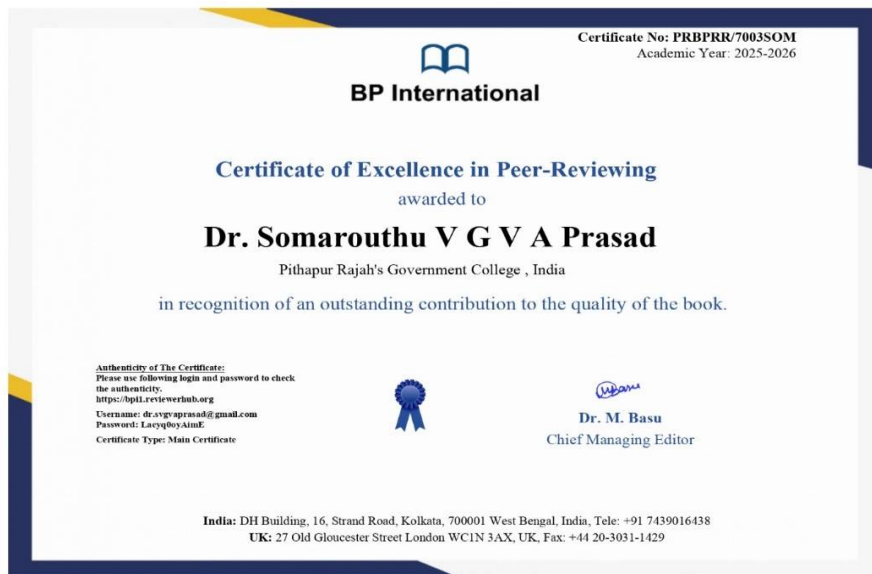 Certificate No: PRBPRR/7003SOM
Academic Year: 2025-2026
BP International
Certificate of Excellence in Peer-Reviewing
awarded to
Dr. Somarouthu V G V A Prasad
Pithapur Rajah's Government College , India
in recognition of an outstanding contribution to the quality of the book.
Authenticity of The Certificate:
Please use following login and password to check
the authenticity.
https://bpi1.reviewerhub.org
Username: dr.svgvaprasad@gmail.com
Password: Lacyq0oyAimE
Certificate Type: Main Certificate
MBasu
Dr. M. Basu
Chief Managing Editor
India: DH Building, 16, Strand Road, Kolkata, 700001 West Bengal, India, Tele: +91 7439016438
UK: 27 Old Gloucester Street London WC1N 3AX, UK, Fax: +44 20-3031-1429